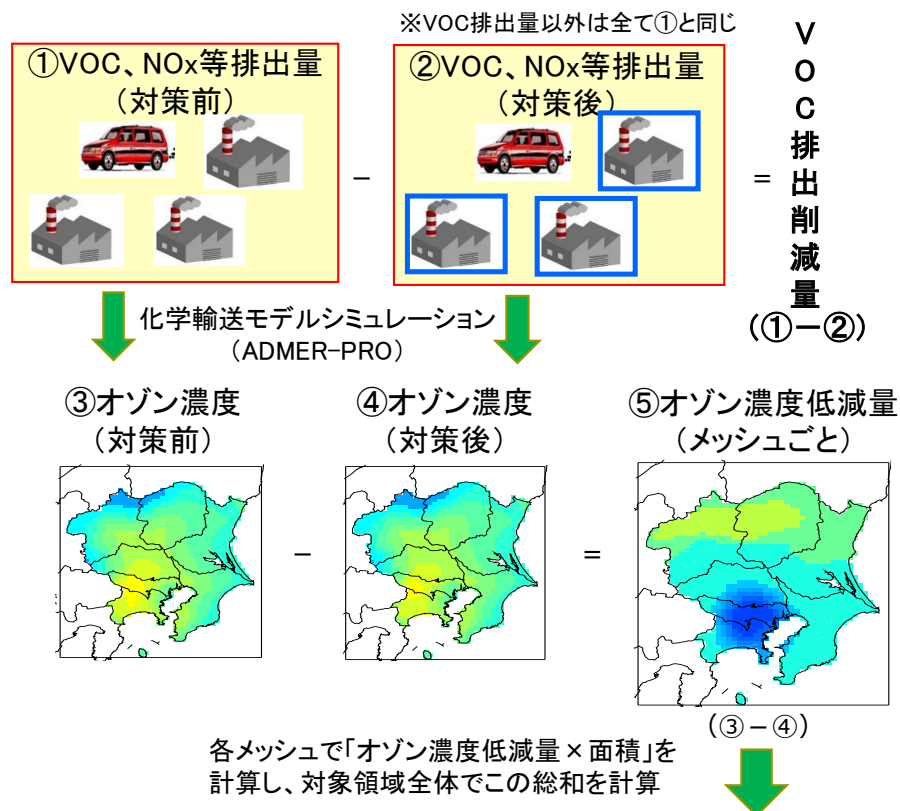 ※VOC排出量以外は全て①と同じ
①VOC、NOx等排出量
（対策前）
②VOC、NOx等排出量
（対策後）
－
＝
VOC排出削減量
（①－②）
化学輸送モデルシミュレーション
（ADMER-PRO）
③オゾン濃度
（対策前）
④オゾン濃度
（対策後）
⑤オゾン濃度低減量
（メッシュごと）
－
＝
（③－④）
各メッシュで「オゾン濃度低減量×面積」を
計算し、対象領域全体でこの総和を計算